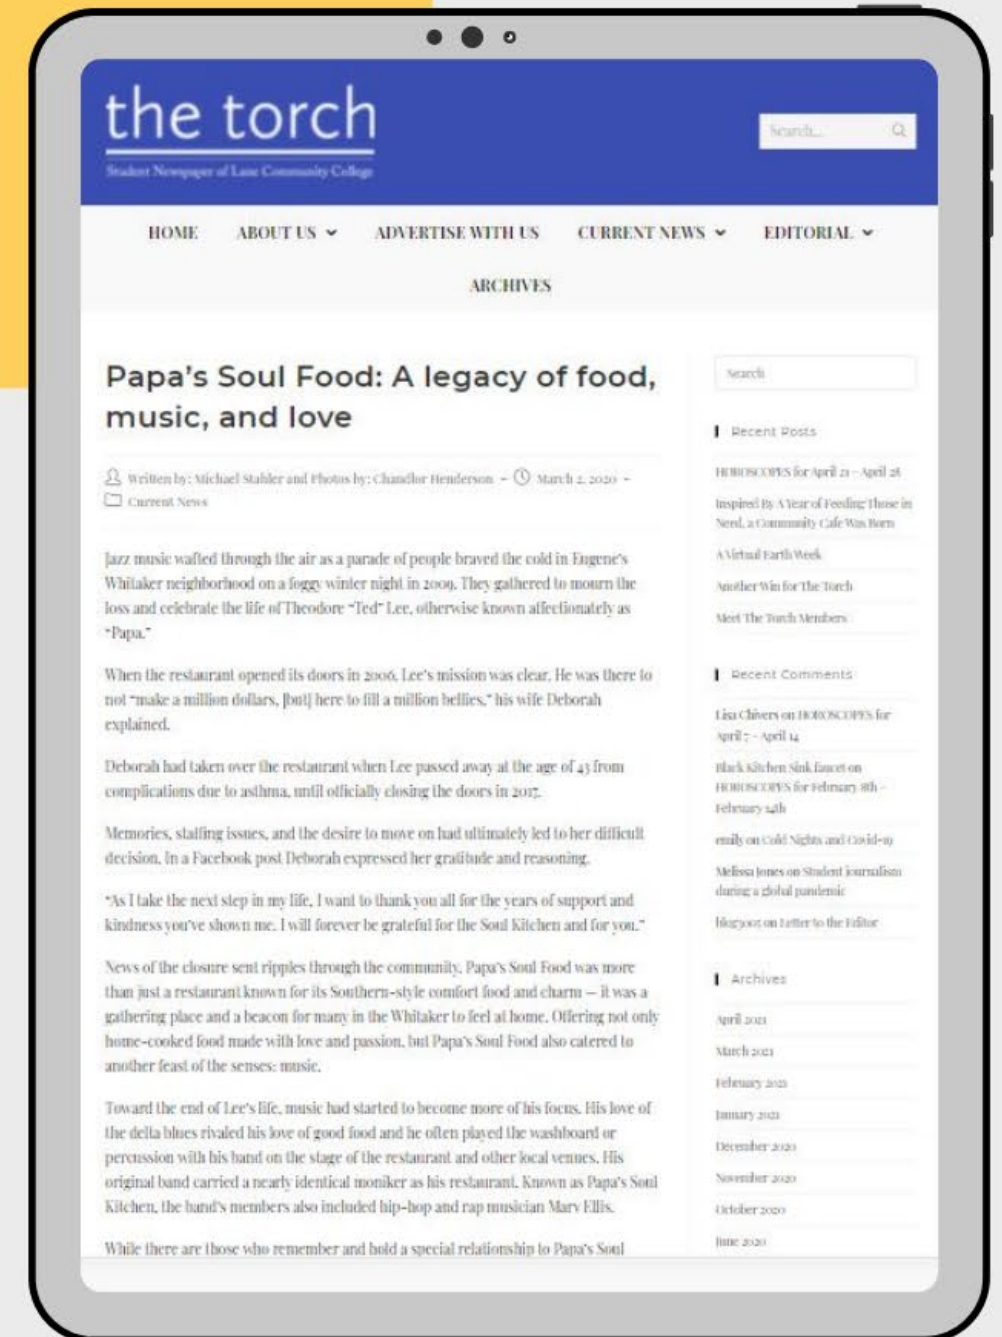 the torch
Student Newspaper of Lane Community College
Search...
HOME ABOUT US ADVERTISE WITH US CURRENT NEWS EDITORIAL
ARCHIVES
Papa's Soul Food: A legacy of food,
music, and love
Written by: Michael Stahler and Photos by: Chandlor Henderson - March 2, 2020 -
Current News
Jazz music wafted through the air as a parade of people braved the cold in Eugene's
Whitaker neighborhood on a foggy winter night in 2009. They gathered to mourn the
loss and celebrate the life of Theodore "Ted" Lee, otherwise known affectionately as
"Papa."
When the restaurant opened its doors in 2006, Lee's mission was clear. He was there to
not "make a million dollars, [but] here to fill a million bellies," his wife Deborah
explained.
Deborah had taken over the restaurant when Lee passed away at the age of 43 from
complications due to asthma, until officially closing the doors in 2017.
Memories, staffing issues, and the desire to move on had ultimately led to her difficult
decision. In a Facebook post Deborah expressed her gratitude and reasoning.
"As I take the next step in my life, I want to thank you all for the years of support and
kindness you've shown me. I will forever be grateful for the Soul Kitchen and for you."
News of the closure sent ripples through the community. Papa's Soul Food was more
than just a restaurant known for its Southern-style comfort food and charm — it was a
gathering place and a beacon for many in the Whitaker to feel at home. Offering not only
home-cooked food made with love and passion, but Papa's Soul Food also catered to
another feast of the senses: music.
Toward the end of Lee's life, music had started to become more of his focus. His love of
the delta blues rivaled his love of good food and he often played the washboard or
percussion with his band on the stage of the restaurant and other local venues. His
original band carried a nearly identical moniker as his restaurant. Known as Papa's Soul
Kitchen, the band's members also included hip-hop and rap musician Marv Ellis.
While there are those who remember and hold a special relationship to Papa's Soul
Search
Recent Posts
HOROSCOPES for April 21 – April 28
Inspired By A Year of Feeding Those in
Need, a Community Cafe Was Born
A Virtual Earth Week
Another Win for The Torch
Meet The Torch Members
Recent Comments
Lisa Chivers on HOROSCOPES for
April 7 – April 14
Black Kitchen Sink faucet on
HOROSCOPES for February 8th –
February 14th
emily on Cold Nights and Covid-19
Melissa Jones on Student journalism
during a global pandemic
on Letter to the Editor
Archives
April 2021
March 2021
February 2021
January 2021
December 2020
November 2020
October 2020
June 2020